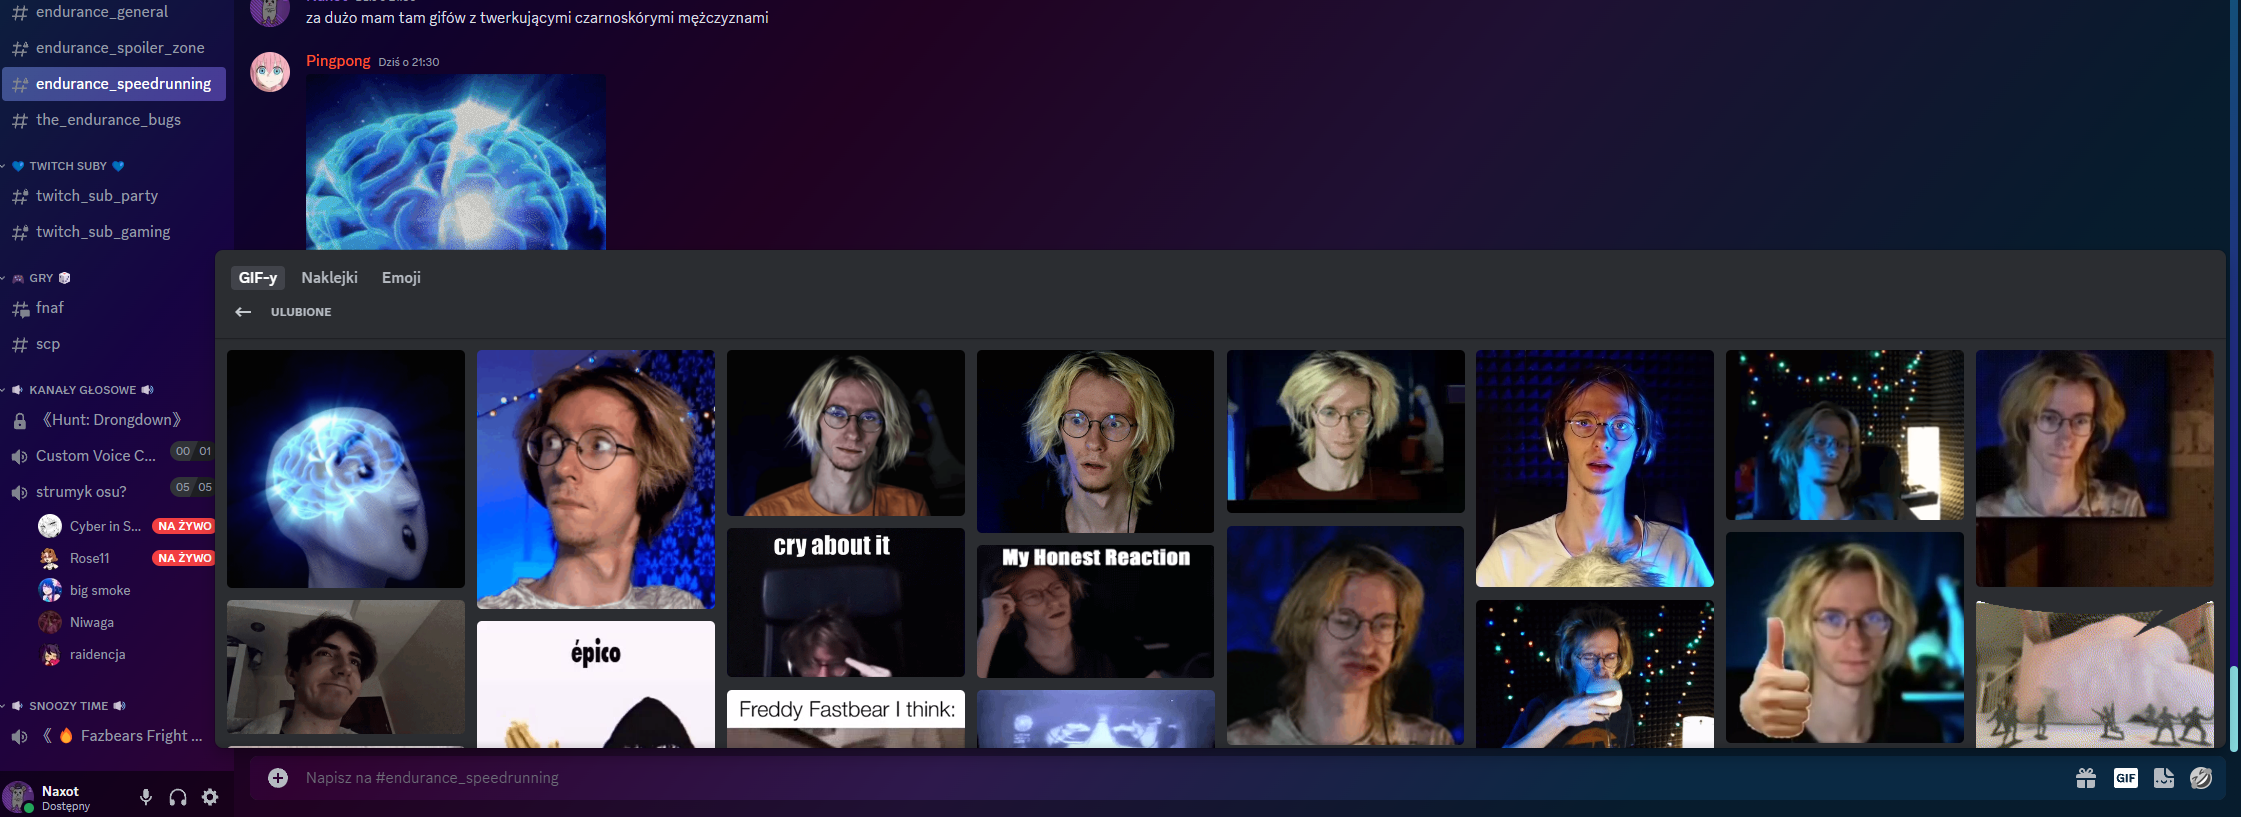 endurance_general
endurance_spoiler_zone
endurance_speedrunning
the_endurance_bugs
TWITCH SUBY
twitch_sub_party
twitch_sub_gaming
GRY
fnaf
scp
KANAŁY GŁOSOWE
《Hunt: Drongdown》
Custom Voice C... 00 01
strumyk osu? 05 05
Cyber in S... NA ŻYWO
Rose11 NA ŻYWO
big smoke
Niwaga
raidencja
SNOOZY TIME
《 Fazbears Fright ...
Naxot
Dostępny
za dużo mam tam gifów z twerkującymi czarnoskórymi mężczyznami
Pingpong Dziś o 21:30
GIF-y Naklejki Emoji
ULUBIONE
cry about it
My Honest Reaction
épico
Freddy Fastbear I think:
Napisz na #endurance_speedrunning
GIF